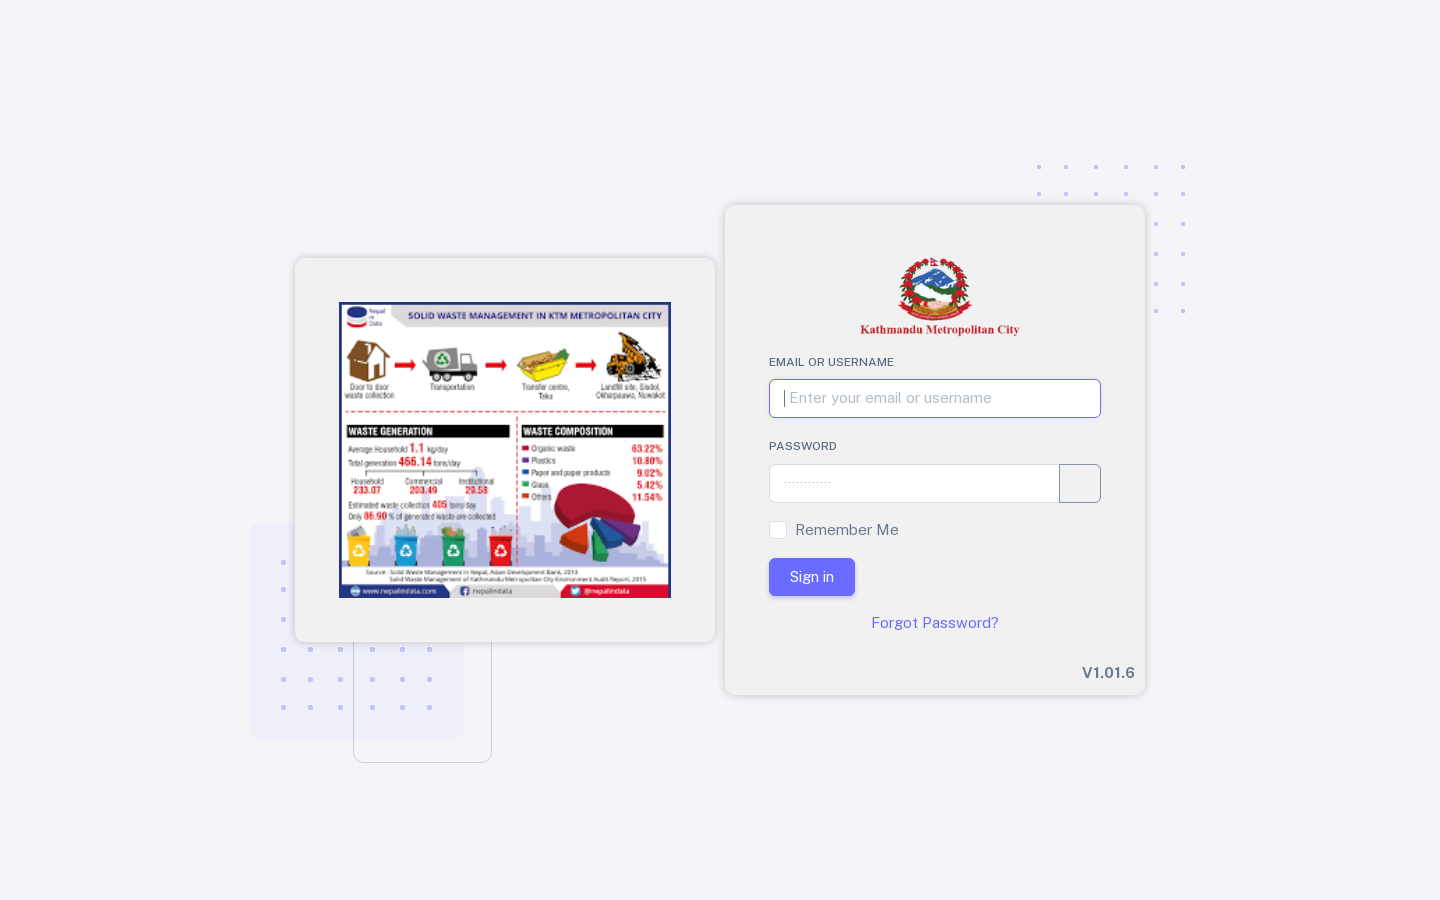 Nepal
in
Data
SOLID WASTE MANAGEMENT IN KTM METROPOLITAN CITY
Door to door
waste collection
Transportation
Transfer centre,
Teku
Landfill site, Sisdol,
Okharpauwa, Nuwakot
WASTE GENERATION
Average Household 1.1 kg/day
Total generation 466.14 tons/day
Household
233.07
Commercial
203.49
Institutional
29.58
Estimated waste collection 405 tons/day
Only 86.90 % of generated waste are collected
WASTE COMPOSITION
Organic waste 63.22%
Plastics 10.80%
Paper and paper products 9.02%
Glass 5.42%
Others 11.54%
Source : Solid Waste Management in Nepal, Asian Development Bank, 2013
Solid Waste Management of Kathmandu Metropolitan City Environment Audit Report, 2015
www.nepalindata.com
nepalindata
@nepalindata
Kathmandu Metropolitan City
EMAIL OR USERNAME
Enter your email or username
PASSWORD
············
Remember Me
Sign in
Forgot Password?
V1.01.6